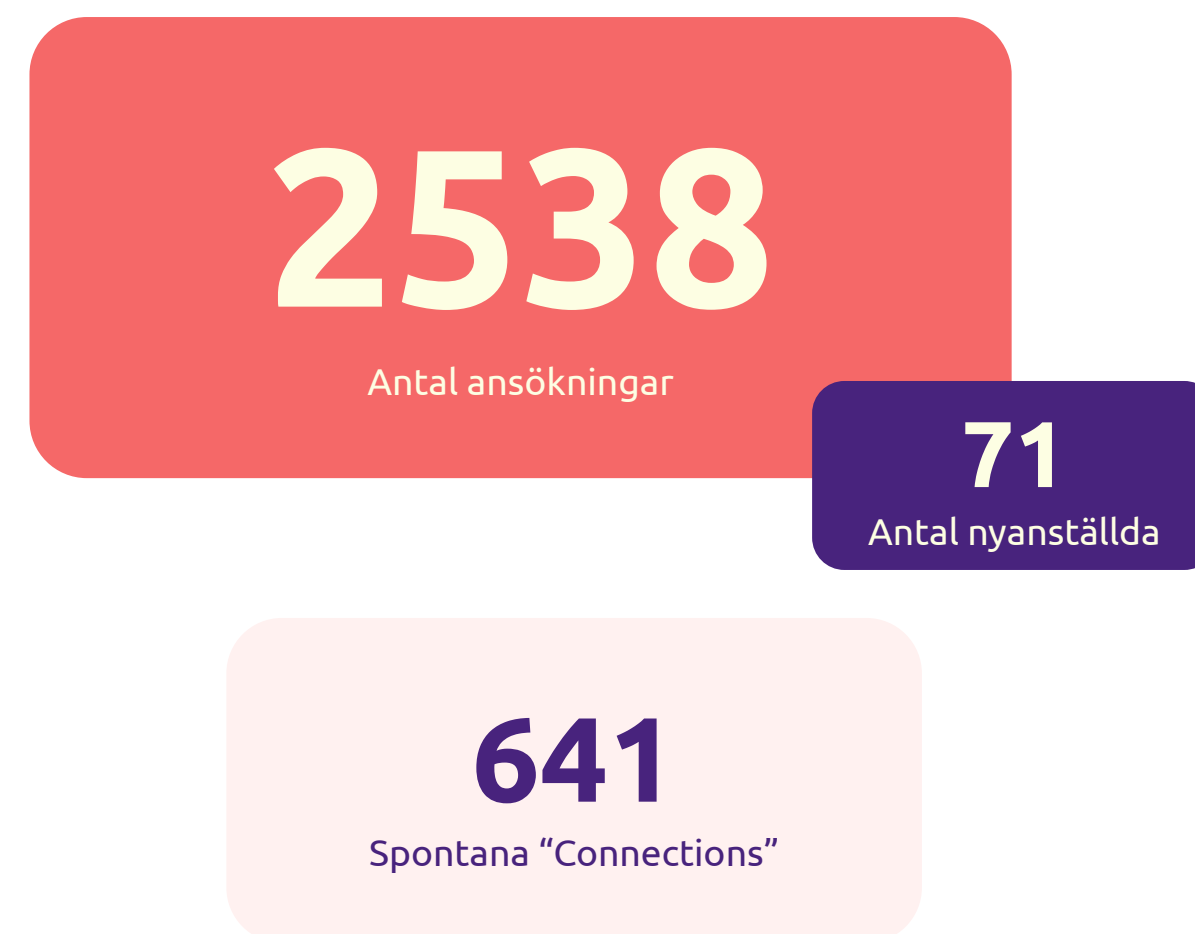 2538
Antal ansökningar
71
Antal nyanställda
641
Spontana “Connections”